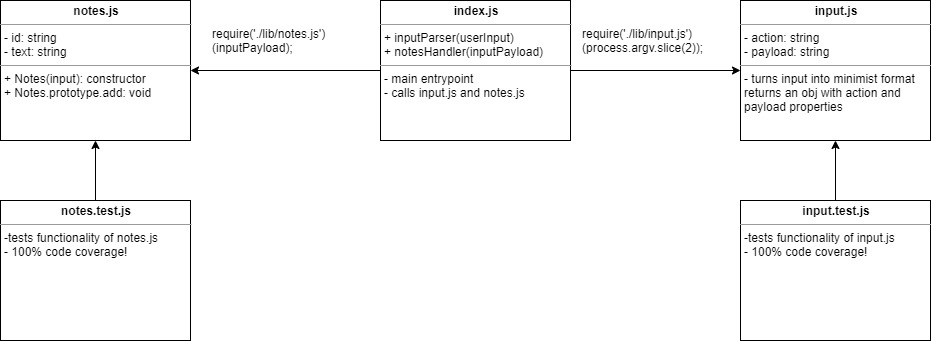 notes.js
- id: string
- text: string
+ Notes(input): constructor
+ Notes.prototype.add: void
require('./lib/notes.js')
(inputPayload);
index.js
+ inputParser(userInput)
+ notesHandler(inputPayload)
- main entrypoint
- calls input.js and notes.js
require('./lib/input.js')
(process.argv.slice(2));
input.js
- action: string
- payload: string
- turns input into minimist format
returns an obj with action and
payload properties
notes.test.js
-tests functionality of notes.js
- 100% code coverage!
input.test.js
-tests functionality of input.js
- 100% code coverage!